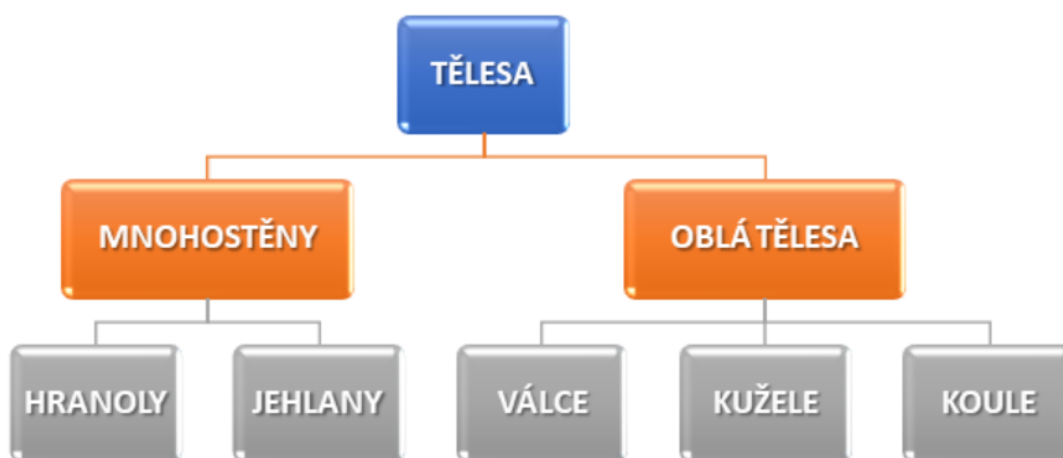 TĚLESA
MNOHOSTĚNY
OBLÁ TĚLESA
HRANOLY
JEHLANY
VÁLCE
KUŽELE
KOULE